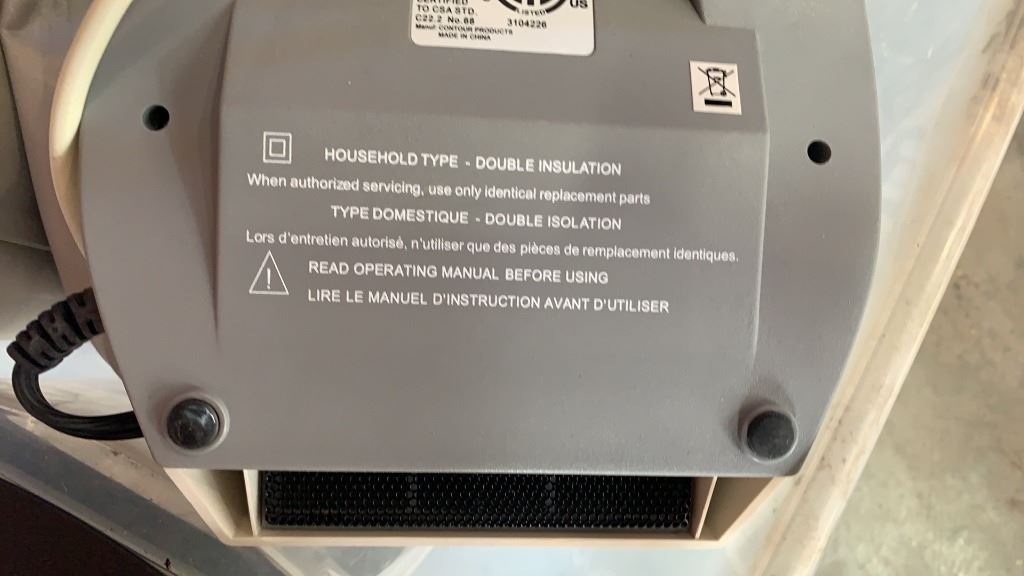 CERTIFIED
TO CSA STD.
C22.2 No.68
Manuf: CONTOUR PRODUCTS
MADE IN CHINA
LISTED
US
3104226
HOUSEHOLD TYPE - DOUBLE INSULATION
When authorized servicing, use only identical replacement parts
TYPE DOMESTIQUE - DOUBLE ISOLATION
Lors d'entretien autorisé, n'utiliser que des pièces de remplacement identiques.
READ OPERATING MANUAL BEFORE USING
LIRE LE MANUEL D'INSTRUCTION AVANT D'UTILISER